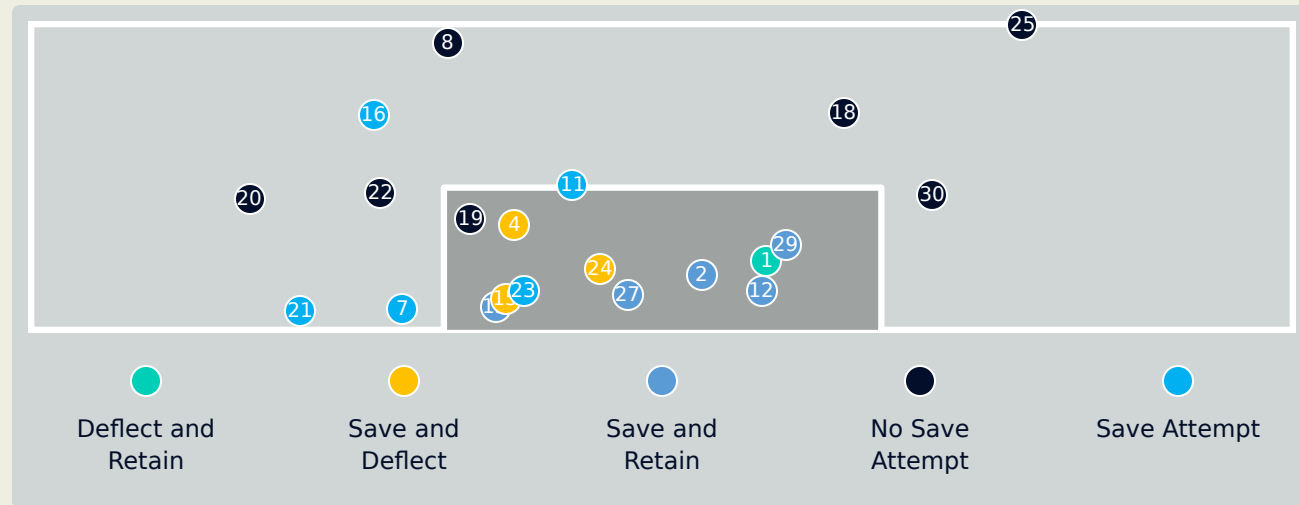 25
8
18
16
11
22
30
20
19
4
29
1
24
2
23
12
27
7
21
Deflect and
Retain
Save and
Deflect
Save and
Retain
No Save
Attempt
Save Attempt